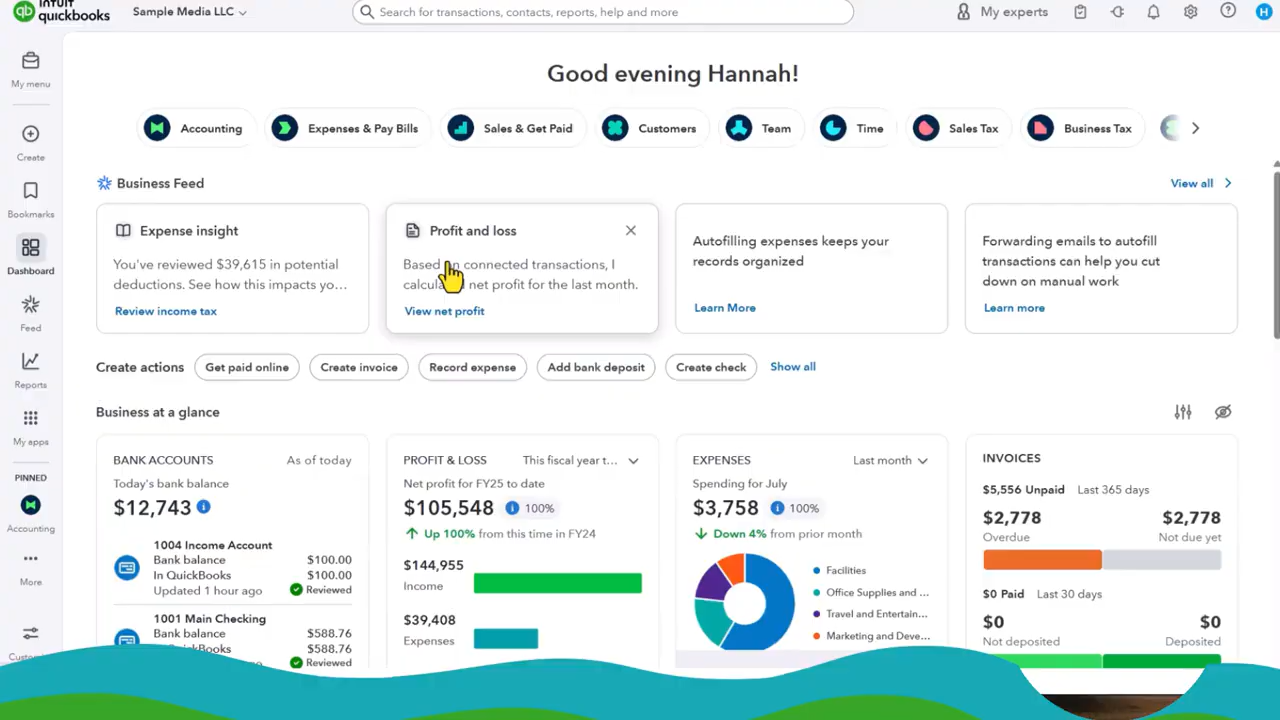 intuit
quickbooks
Sample Media LLC
Search for transactions, contacts, reports, help and more
My experts
H
My menu
Create
Bookmarks
Dashboard
Feed
Reports
My apps
PINNED
Accounting
More
Good evening Hannah!
Accounting
Expenses & Pay Bills
Sales & Get Paid
Customers
Team
Time
Sales Tax
Business Tax
Business Feed
View all
Expense insight
You've reviewed $39,615 in potential
deductions. See how this impacts yo...
Review income tax
Profit and loss
Based on connected transactions, I
net profit for the last month.
View net profit
Autofilling expenses keeps your
records organized
Learn More
Forwarding emails to autofill
transactions can help you cut
down on manual work
Learn more
Create actions
Get paid online
Create invoice
Record expense
Add bank deposit
Create check
Show all
Business at a glance
BANK ACCOUNTS
As of today
Today's bank balance
$12,743
1004 Income Account
Bank balance $100.00
In QuickBooks $100.00
Updated 1 hour ago Reviewed
1001 Main Checking
Bank balance $588.76
QuickBooks $588.76
Reviewed
PROFIT & LOSS
This fiscal year t...
Net profit for FY25 to date
$105,548 100%
Up 100% from this time in FY24
$144,955
Income
$39,408
Expenses
EXPENSES
Last month
Spending for July
$3,758 100%
Down 4% from prior month
Facilities
Office Supplies and ...
Travel and Entertain...
Marketing and Deve...
INVOICES
$5,556 Unpaid Last 365 days
$2,778 $2,778
Overdue Not due yet
$0 Paid Last 30 days
$0 $0
Not deposited Deposited